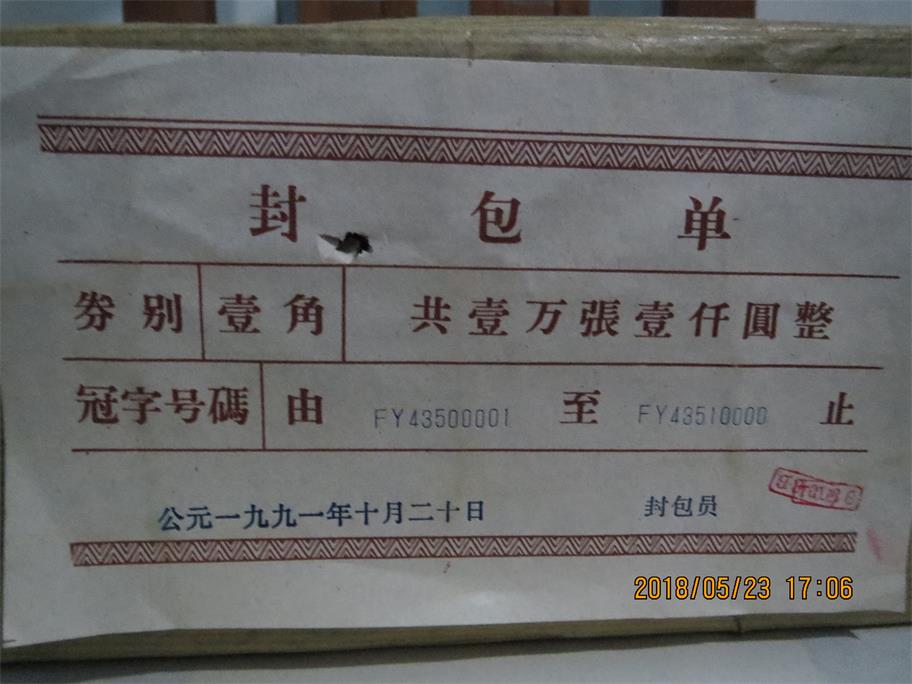 封包单
券别 壹角 共壹万張壹仟圓整
冠字号碼 由 FY43500001 至 FY43510000 止
公元一九九一年十月二十日 封包员
2018/05/23 17:06